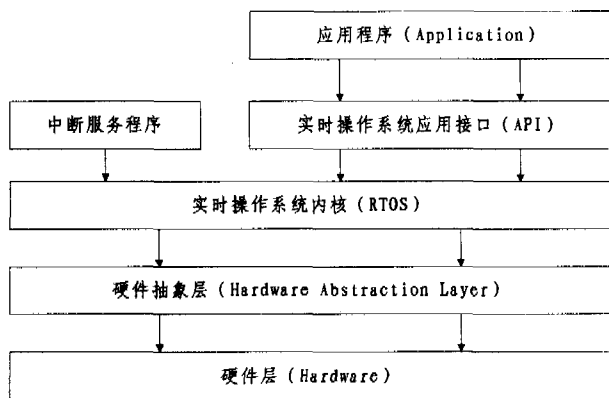 应用程序(Application)
中断服务程序
实时操作系统应用接口(API)
实时操作系统内核(RTOS)
硬件抽象层(Hardware Abstraction Layer)
硬件层(Hardware)